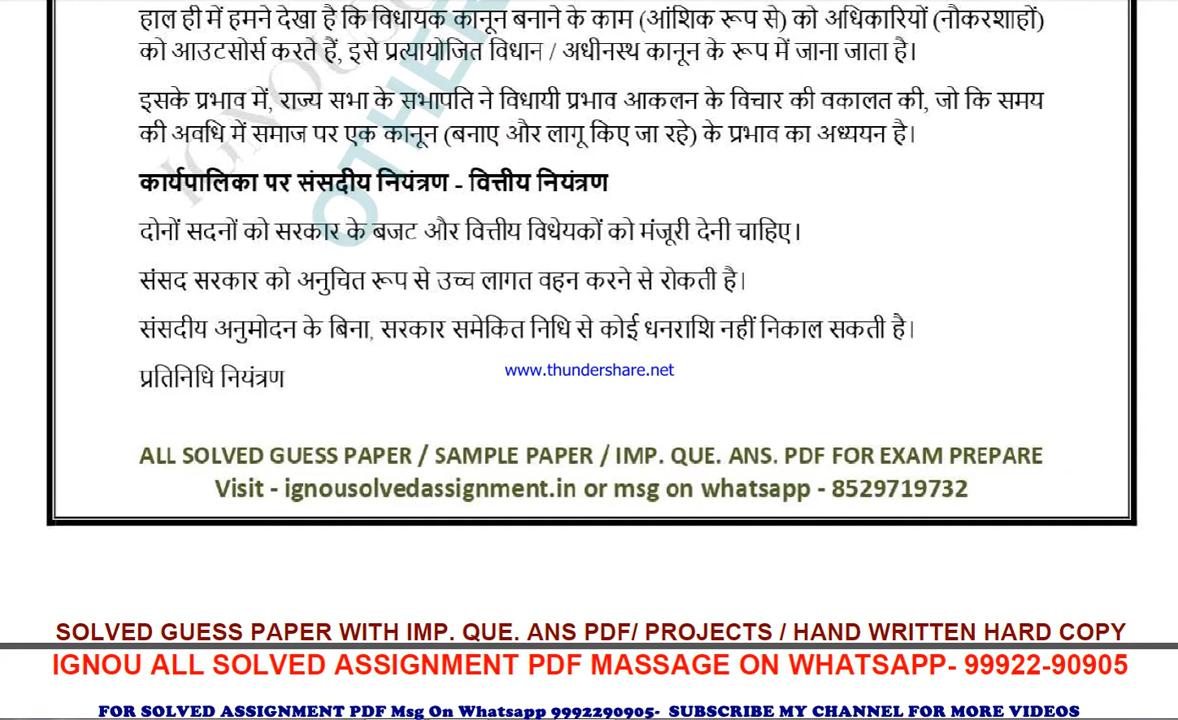 हाल ही में हमने देखा है कि विधायक कानून बनाने के काम (आंशिक रूप से) को अधिकारियों (नौकरशाहों)
को आउटसोर्स करते हैं, इसे प्रत्यायोजित विधान / अधीनस्थ कानून के रूप में जाना जाता है।
इसके प्रभाव में, राज्य सभा के सभापति ने विधायी प्रभाव आकलन के विचार की वकालत की, जो कि समय
की अवधि में समाज पर एक कानून (बनाए और लागू किए जा रहे) के प्रभाव का अध्ययन है।
कार्यपालिका पर संसदीय नियंत्रण - वित्तीय नियंत्रण
दोनों सदनों को सरकार के बजट और वित्तीय विधेयकों को मंजूरी देनी चाहिए।
संसद सरकार को अनुचित रूप से उच्च लागत वहन करने से रोकती है।
संसदीय अनुमोदन के बिना, सरकार समेकित निधि से कोई धनराशि नहीं निकाल सकती है।
प्रतिनिधि नियंत्रण
www.thundershare.net
ALL SOLVED GUESS PAPER / SAMPLE PAPER / IMP. QUE. ANS. PDF FOR EXAM PREPARE
Visit - ignousolvedassignment.in or msg on whatsapp - 8529719732
SOLVED GUESS PAPER WITH IMP. QUE. ANS PDF/ PROJECTS / HAND WRITTEN HARD COPY
IGNOU ALL SOLVED ASSIGNMENT PDF MASSAGE ON WHATSAPP- 99922-90905
FOR SOLVED ASSIGNMENT PDF Msg On Whatsapp 9992290905- SUBSCRIBE MY CHANNEL FOR MORE VIDEOS